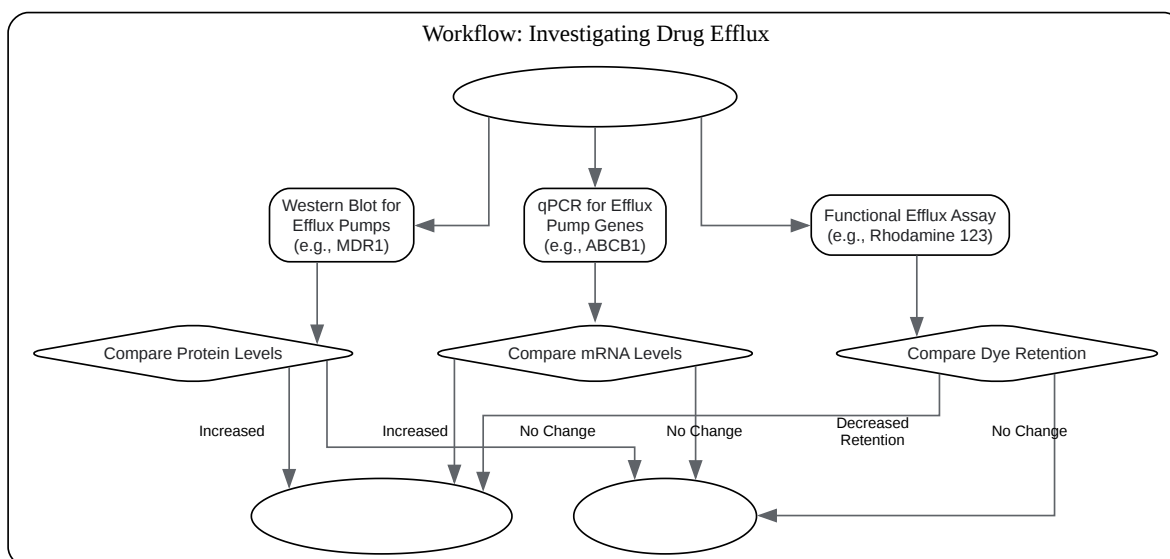 Workflow: Investigating Drug Efflux
Western Blot for
Efflux Pumps
(e.g., MDR1)
qPCR for Efflux
Pump Genes
(e.g., ABCB1)
Functional Efflux Assay
(e.g., Rhodamine 123)
Compare Protein Levels
Compare mRNA Levels
Compare Dye Retention
Increased
Increased
No Change
No Change
Decreased
Retention
No Change